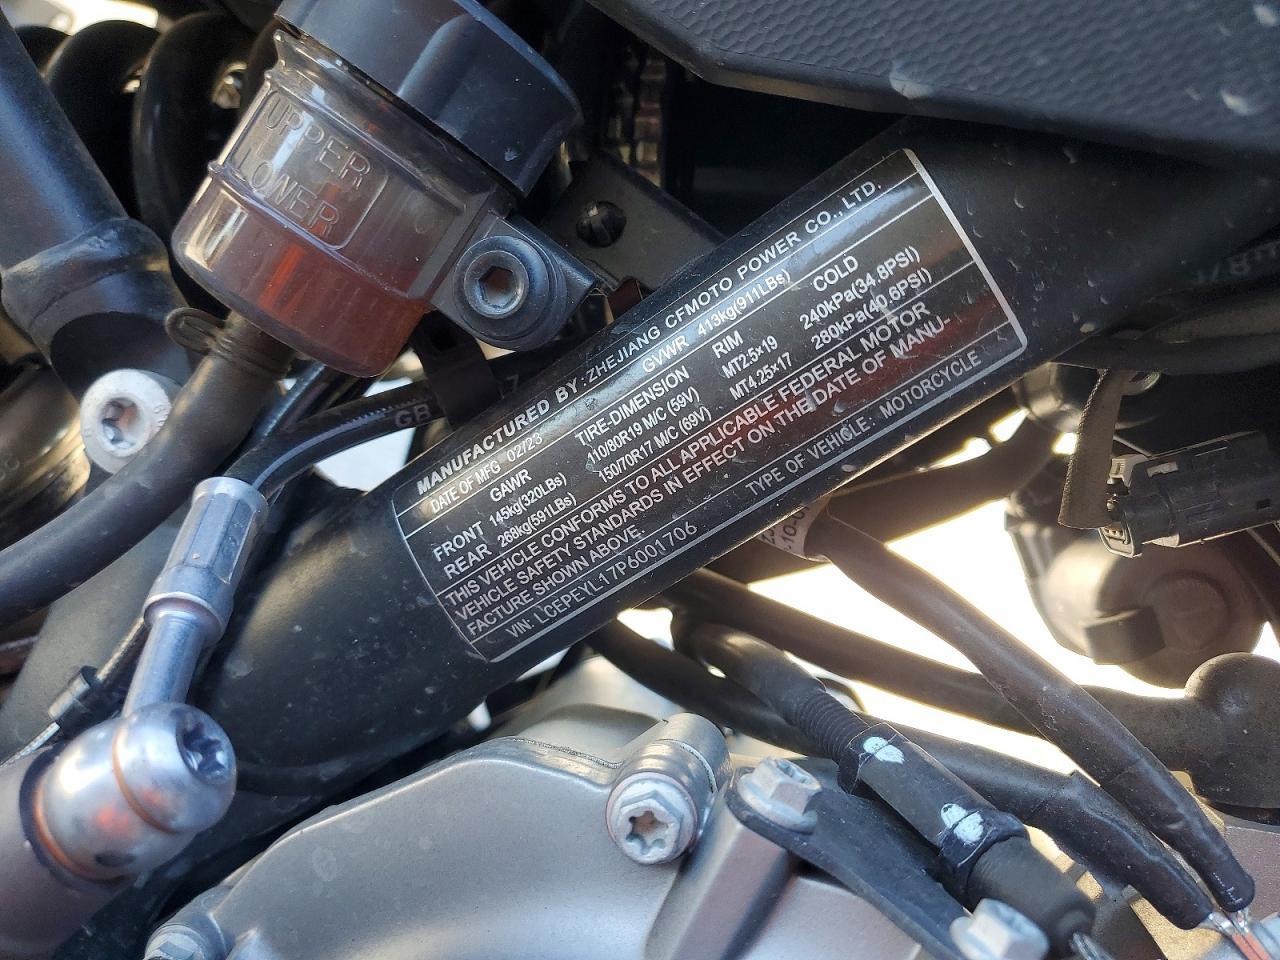 UPPER
LOWER
MANUFACTURED BY: ZHEJIANG CFMOTO POWER CO., LTD.
DATE OF MFG 02/23 GVWR 413kg(911LBs)
GAWR TIRE-DIMENSION RIM COLD
FRONT 145kg(320LBs) 110/80R19 M/C (59V) MT2.5×19 240kPa(34.8PSI)
REAR 268kg(591LBs) 150/70R17 M/C (69V) MT4.25×17 280kPa(40.6PSI)
THIS VEHICLE CONFORMS TO ALL APPLICABLE FEDERAL MOTOR
VEHICLE SAFETY STANDARDS IN EFFECT ON THE DATE OF MANU-
FACTURE SHOWN ABOVE.
VIN: LCEPEYL17P6001706 TYPE OF VEHICLE: MOTORCYCLE
GB